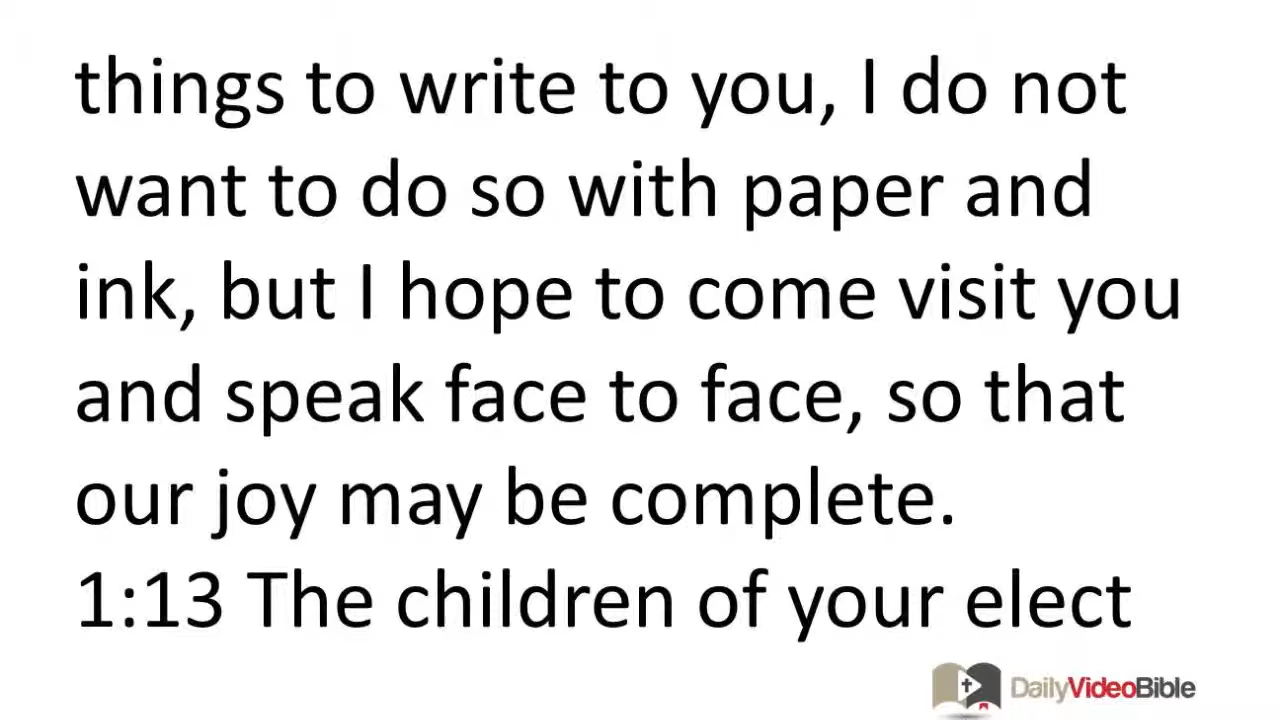 things to write to you, I do not
want to do so with paper and
ink, but I hope to come visit you
and speak face to face, so that
our joy may be complete.
1:13 The children of your elect
DailyVideoBible